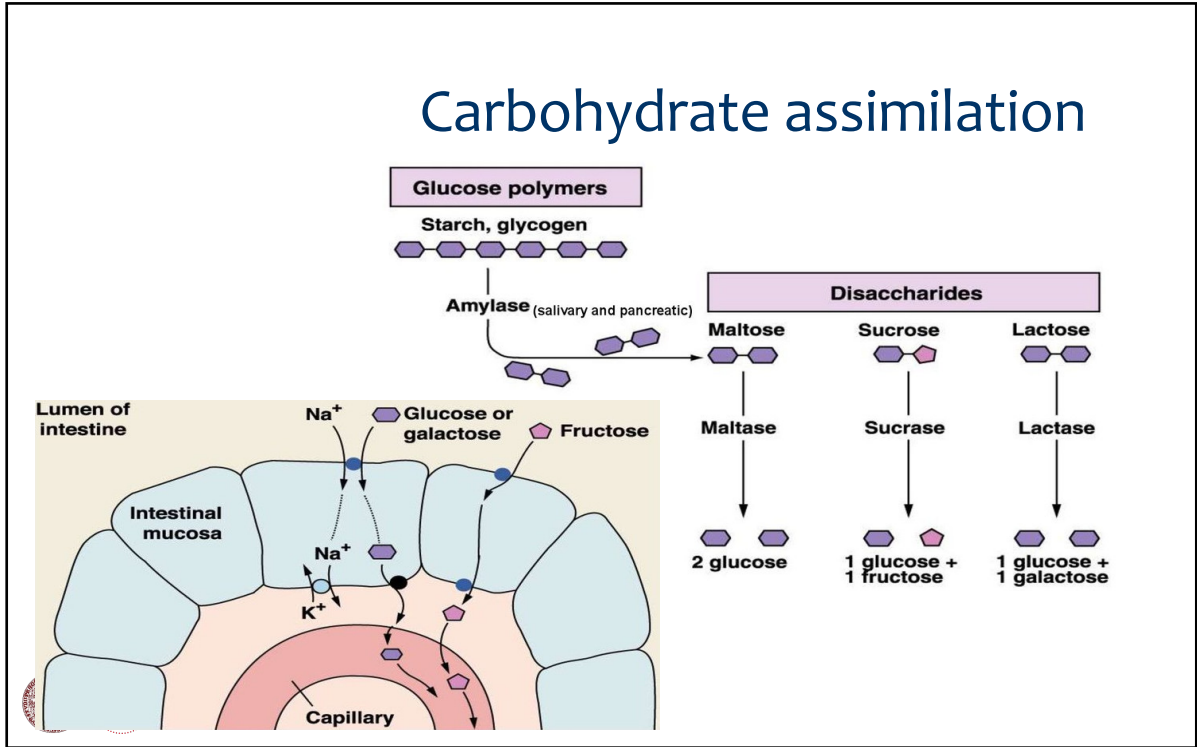 Carbohydrate assimilation
Glucose polymers
Starch, glycogen
Amylase (salivary and pancreatic)
Disaccharides
Maltose Sucrose Lactose
Maltase Sucrase Lactase
2 glucose
1 glucose +
1 fructose
1 glucose +
1 galactose
Lumen of
intestine
Na+
Glucose or
galactose
Fructose
Intestinal
mucosa
Na+
K+
Capillary